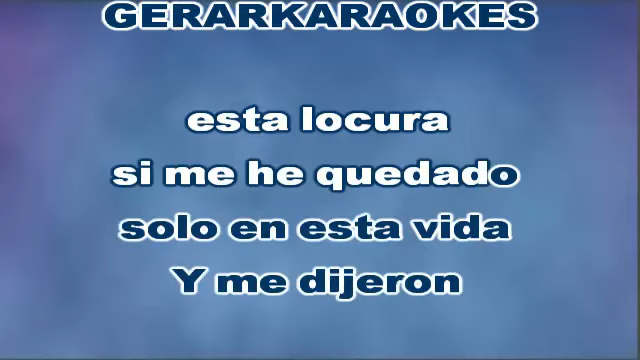 GERARKARAOKES
esta locura
si me he quedado
solo en esta vida
Y me dijeron